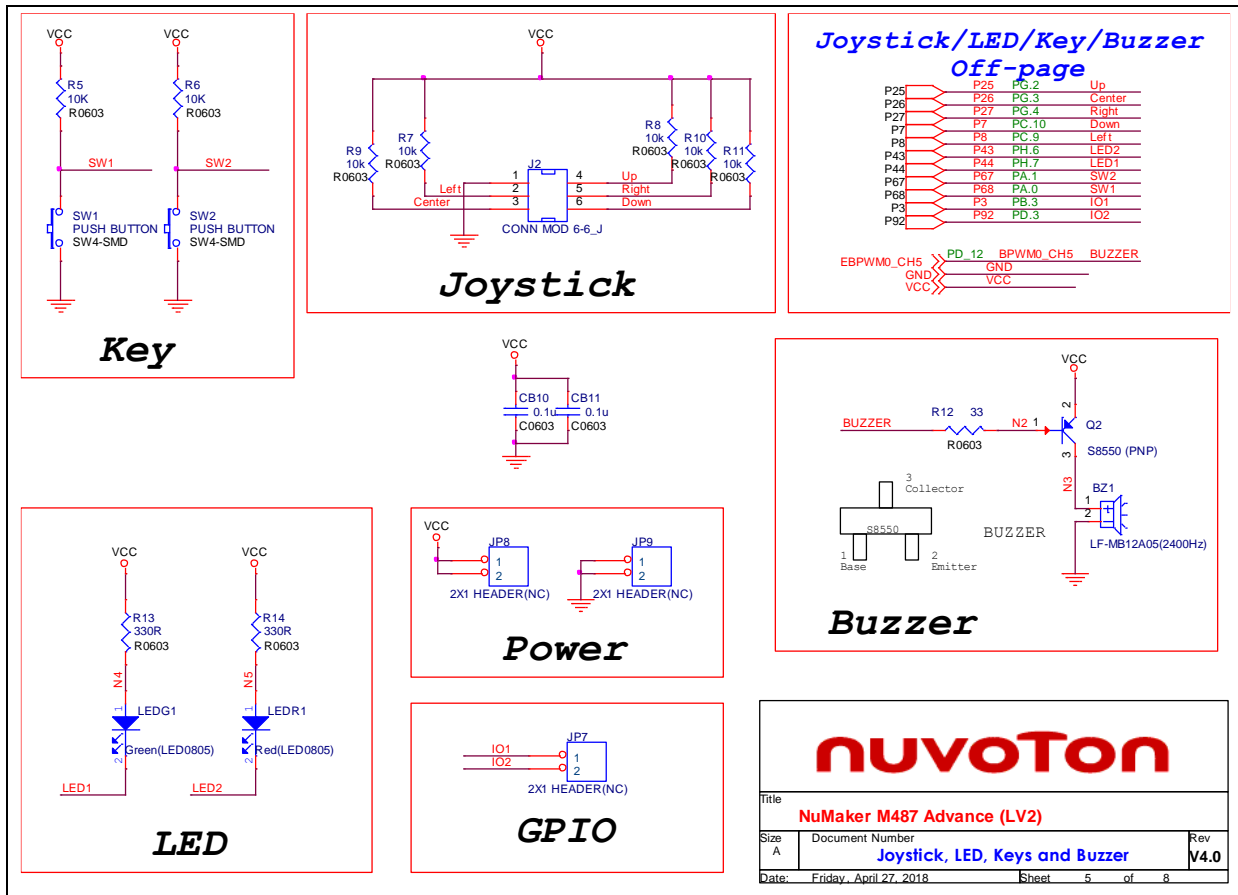 VCC
VCC
R5
10K
R0603
R6
10K
R0603
SW1
SW2
SW1
PUSH BUTTON
SW4-SMD
SW2
PUSH BUTTON
SW4-SMD
Key
VCC
R9
10k
R0603
R7
10k
R0603
R8
10k
R0603
R10
10k
R0603
R11
10k
R0603
J2
1
2
3
4
5
6
Left
Center
Up
Right
Down
CONN MOD 6-6_J
Joystick
Joystick/LED/Key/Buzzer
Off-page
P25 P25 PG.2 Up
P26 P26 PG.3 Center
P27 P27 PG.4 Right
P7 P7 PC.10 Down
P8 P8 PC.9 Left
P43 P43 PH.6 LED2
P44 P44 PH.7 LED1
P67 P67 PA.1 SW2
P68 P68 PA.0 SW1
P3 P3 PB.3 IO1
P92 P92 PD.3 IO2
EBPWM0_CH5 PD_12 BPWM0_CH5 BUZZER
GND GND
VCC VCC
VCC
CB10
0.1u
C0603
CB11
0.1u
C0603
VCC
BUZZER
R12 33
R0603
N2 1
2
3
Q2
S8550 (PNP)
N3
BZ1
1
2
LF-MB12A05(2400Hz)
3
Collector
S8550
BUZZER
1
Base
2
Emitter
Buzzer
VCC
VCC
R13
330R
R0603
R14
330R
R0603
N4
N5
1
LEDG1
2
Green(LED0805)
1
LEDR1
2
Red(LED0805)
LED1
LED2
LED
VCC
JP8
1
2
2X1 HEADER(NC)
JP9
1
2
2X1 HEADER(NC)
Power
IO1
IO2
JP7
1
2
2X1 HEADER(NC)
GPIO
nuvoTon
Title
NuMaker M487 Advance (LV2)
Size
A
Document Number
Joystick, LED, Keys and Buzzer
Rev
V4.0
Date: Friday, April 27, 2018 Sheet 5 of 8